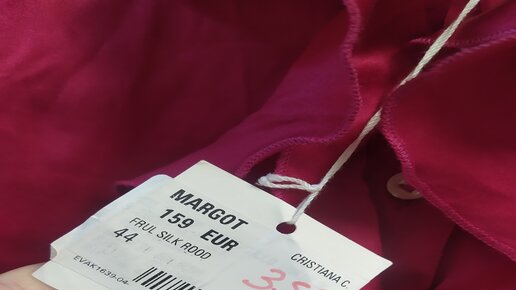 MARGOT
159 EUR
FRUL SILK ROOD
44
EVAK1639-04
CRISTIANA C.